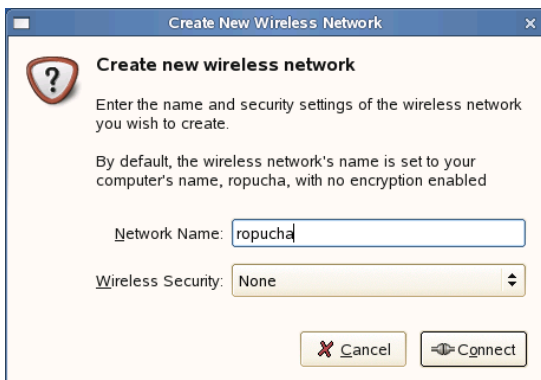 Create New Wireless Network
Create new wireless network
Enter the name and security settings of the wireless network
you wish to create.
By default, the wireless network's name is set to your
computer's name, ropucha, with no encryption enabled
Network Name: ropucha
Wireless Security: None
Cancel Connect